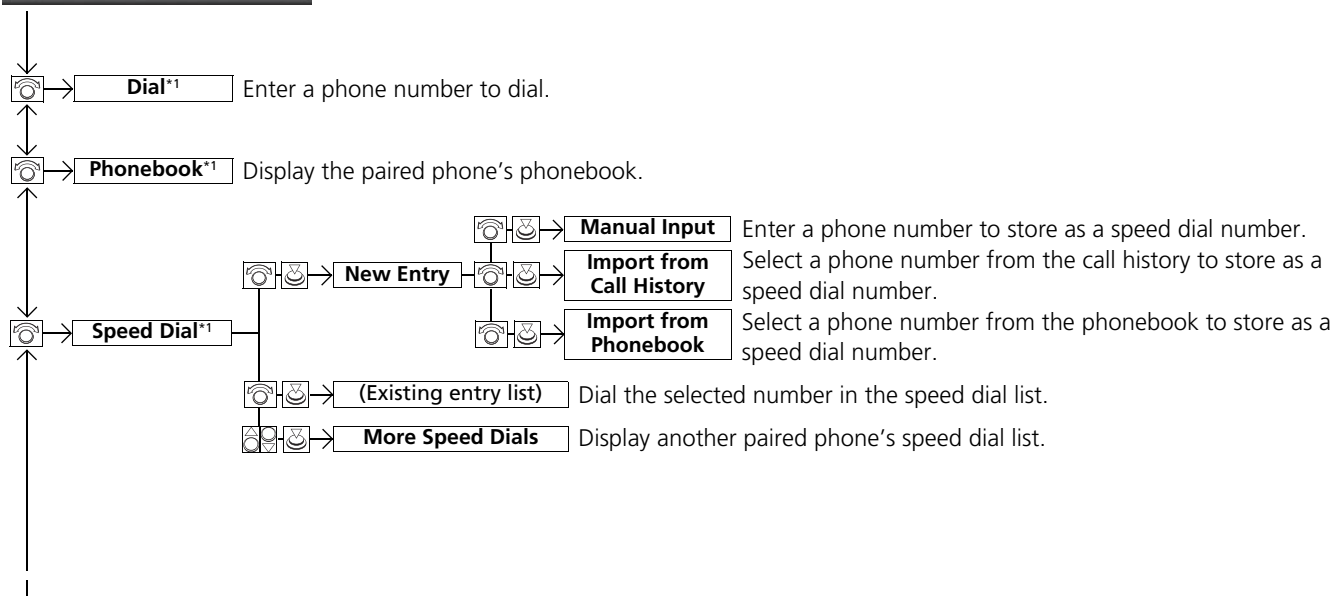 Dial*1 Enter a phone number to dial.
Phonebook*1 Display the paired phone's phonebook.
Manual Input Enter a phone number to store as a speed dial number.
New Entry
Import from
Call History
Select a phone number from the call history to store as a
speed dial number.
Speed Dial*1
Import from
Phonebook
Select a phone number from the phonebook to store as a
speed dial number.
(Existing entry list) Dial the selected number in the speed dial list.
More Speed Dials Display another paired phone's speed dial list.